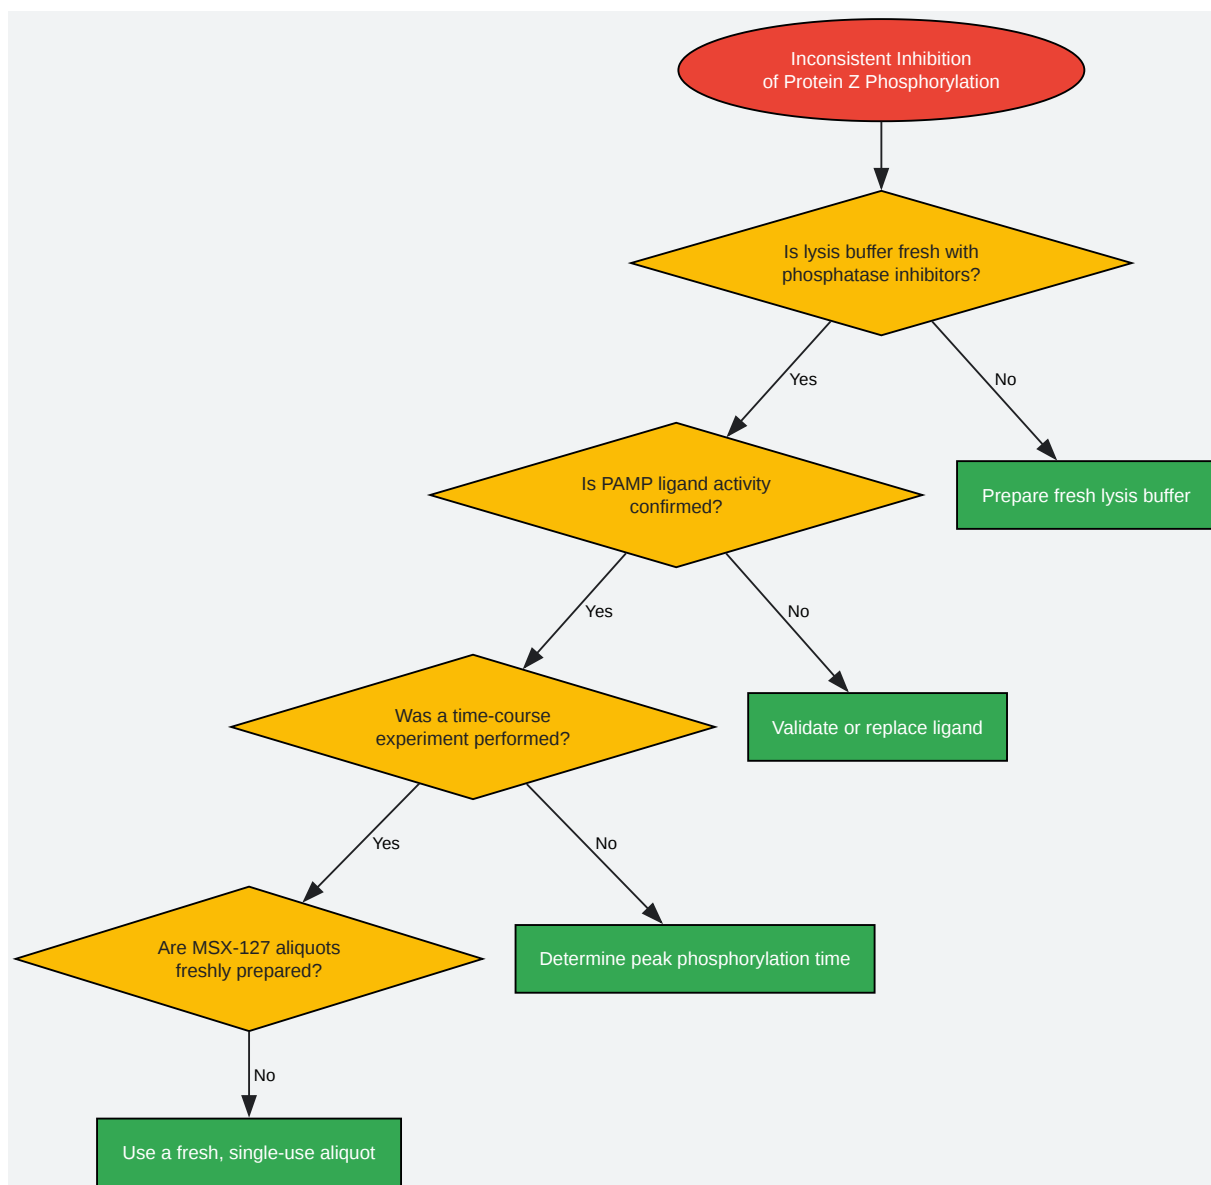 Inconsistent Inhibition
of Protein Z Phosphorylation
Is lysis buffer fresh with
phosphatase inhibitors?
Yes
No
Is PAMP ligand activity
confirmed?
Prepare fresh lysis buffer
Yes
No
Was a time-course
experiment performed?
Validate or replace ligand
Yes
No
Are MSX-127 aliquots
freshly prepared?
Determine peak phosphorylation time
No
Use a fresh, single-use aliquot